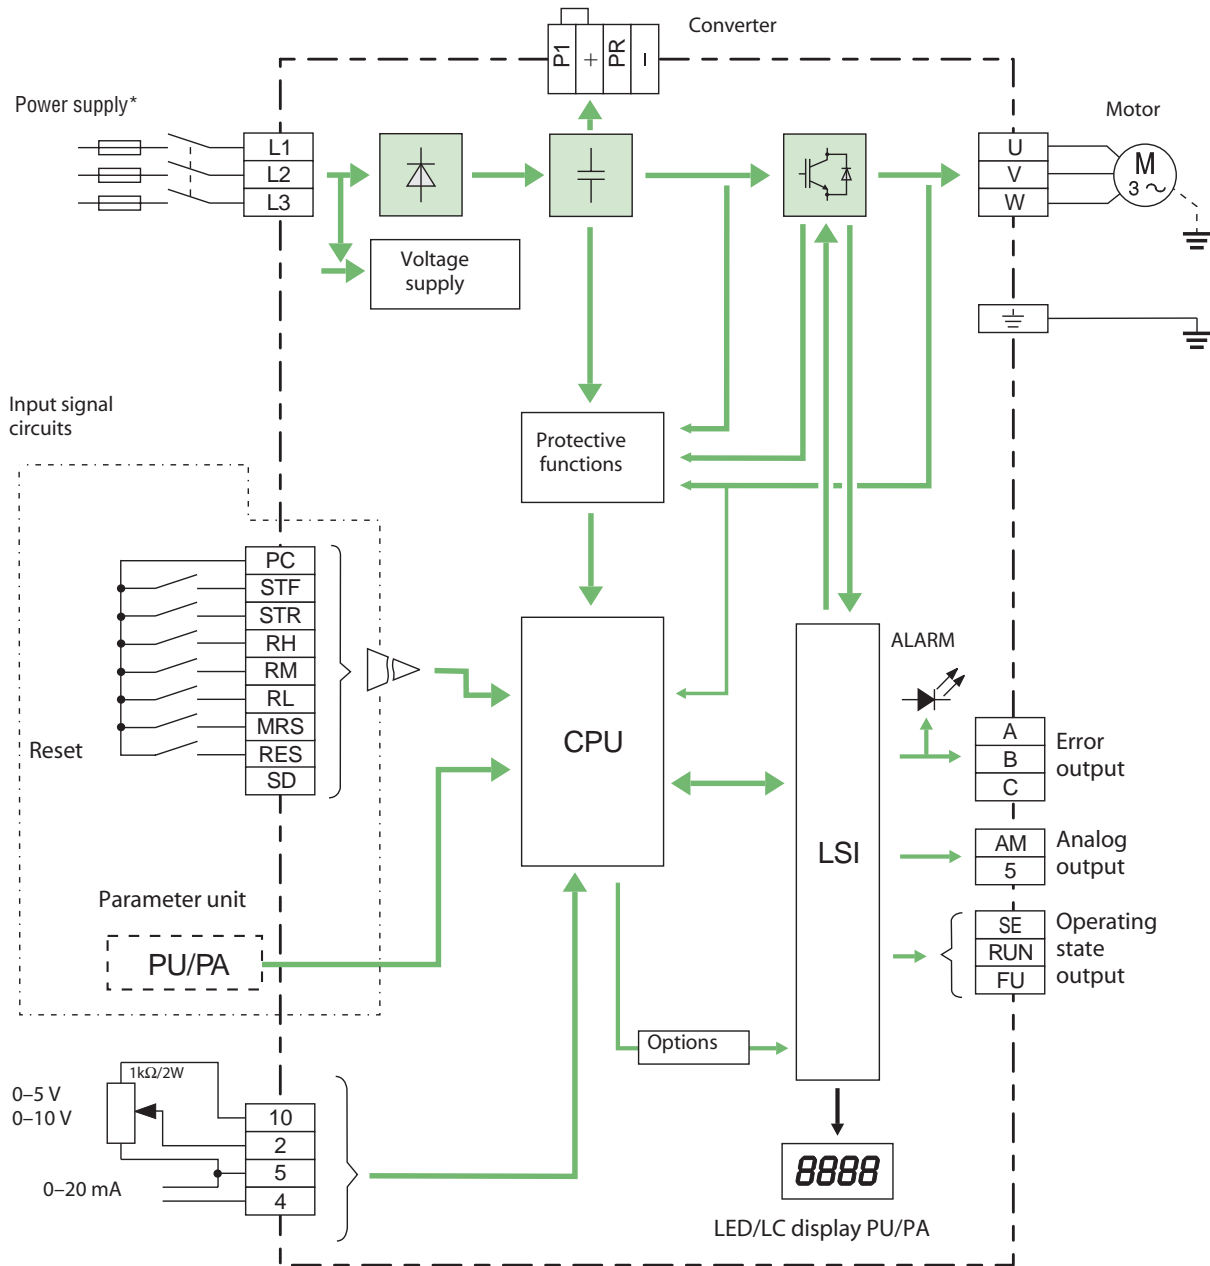 Converter
P1
+
PR
−
Power supply*
Motor
L1
L2
L3
U
V
W
M
3 ~
Voltage
supply
Input signal
circuits
Protective
functions
PC
STF
STR
RH
RM
RL
MRS
RES
SD
Reset
ALARM
CPU
LSI
A
B
C
Error
output
AM
5
Analog
output
SE
RUN
FU
Operating
state
output
Parameter unit
PU/PA
Options
1kΩ/2W
0–5 V
0–10 V
10
2
5
4
0–20 mA
8888
LED/LC display PU/PA